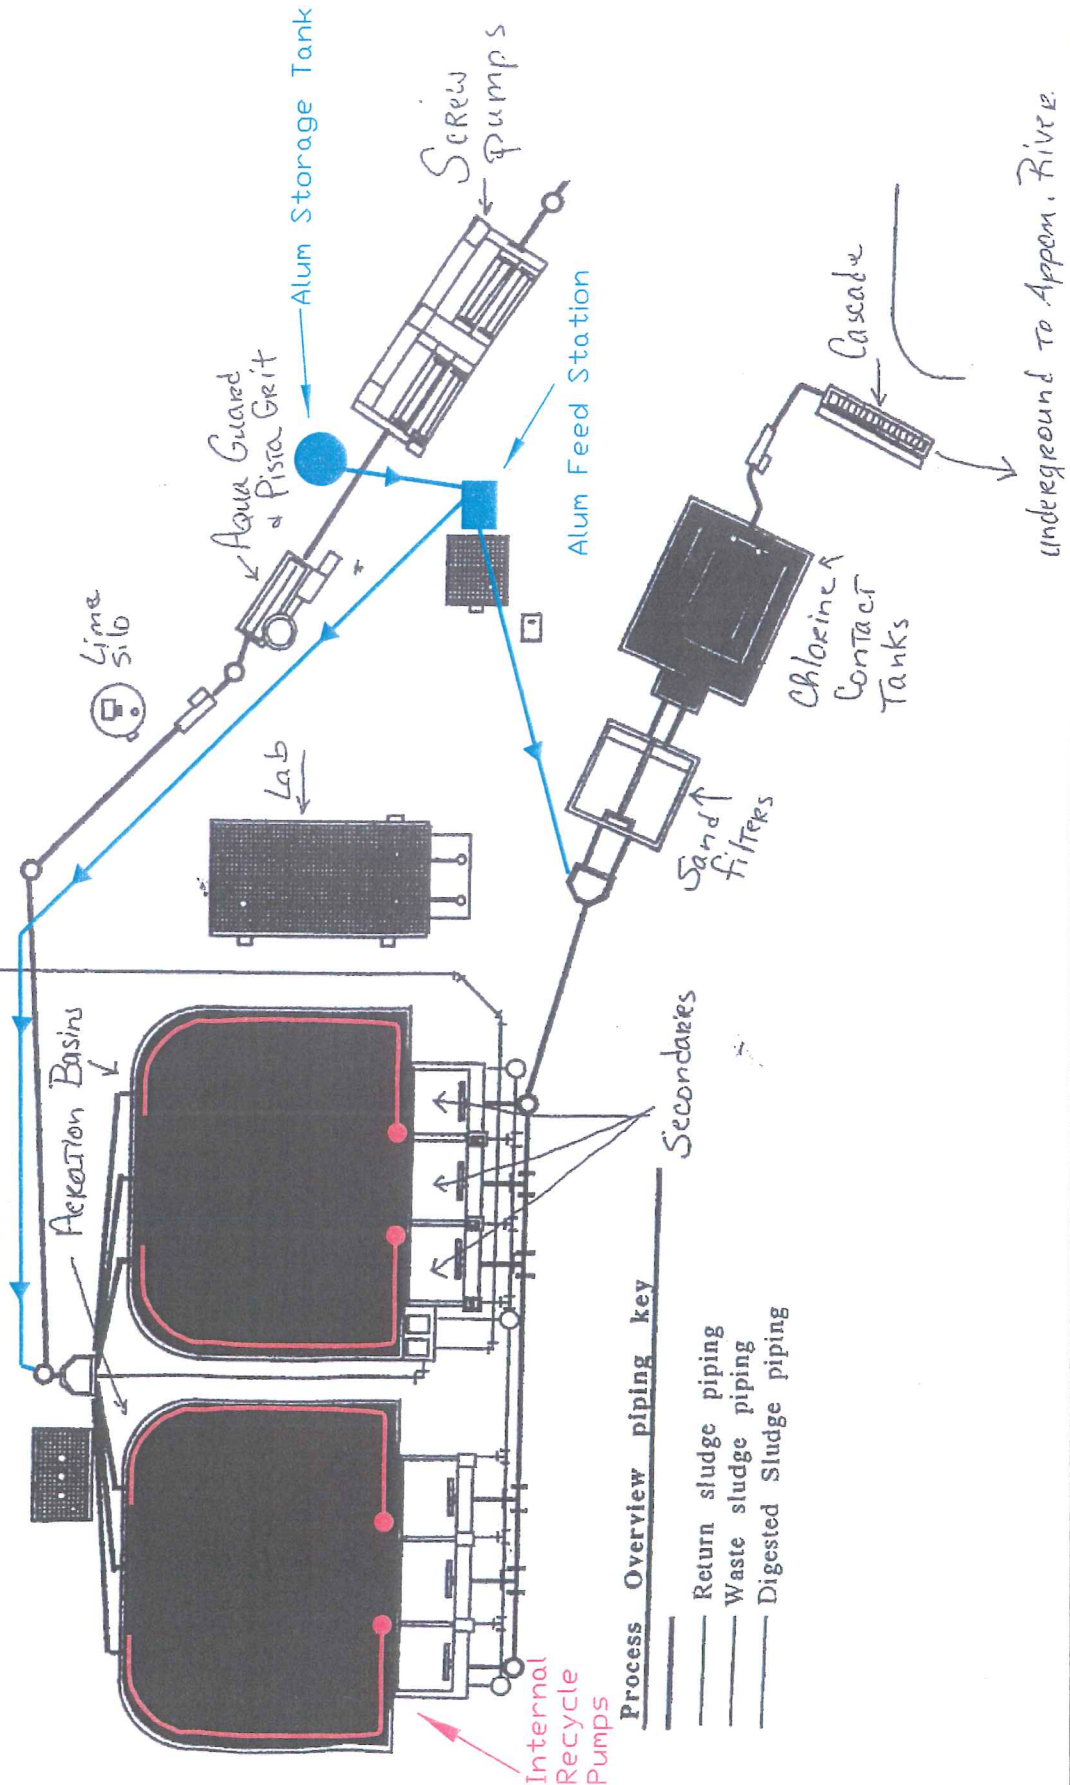 Alum Storage Tank
Screw
Pumps
Aqua Guard
& Pista Grit
Lime
Silo
Alum Feed Station
Cascade
Underground to Appom. River.
Lab
Chlorine
Contact
Tanks
Sand
filters
Aeration Basins
Secondaries
Internal
Recycle
Pumps
Process Overview piping key
Return sludge piping
Waste sludge piping
Digested Sludge piping